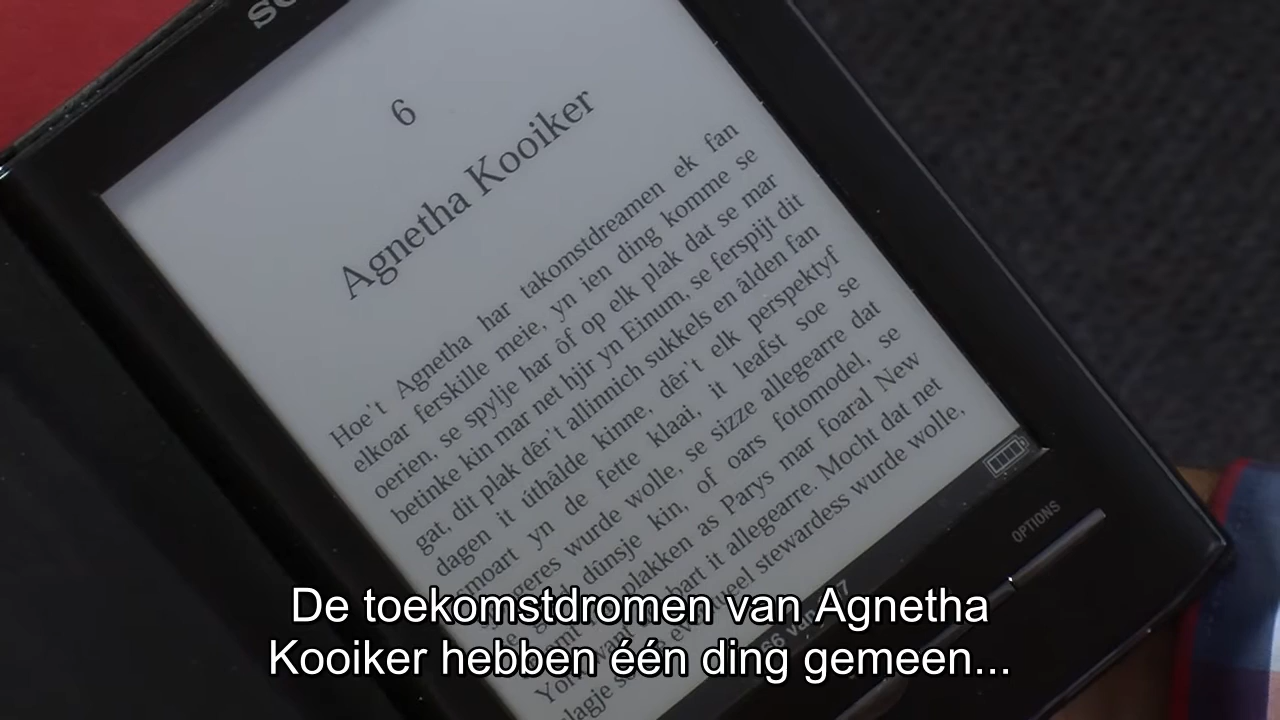 6
Agnetha Kooiker
Hoe't Agnetha har takomstdreamen ek fan
elkoar ferskille meie, yn ien ding komme se
oerien, se spylje har ôf op elk plak dat se mar
betinke kin mar net hjir yn Einum, se ferspijt dit
gat, dit plak dêr't allinnich sukkels en âlden fan
dagen it úthâlde kinne, dêr't elk perspektyf
smoart yn de fette klaai, it leafst soe se
wurde wolle, se sizze allegearre dat
dûnsje kin, of oars fotomodel, se
plakken as Parys mar foaral New
it allegearre. Mocht dat net
stewardess wurde wolle,
OPTIONS
De toekomstdromen van Agnetha
Kooiker hebben één ding gemeen...